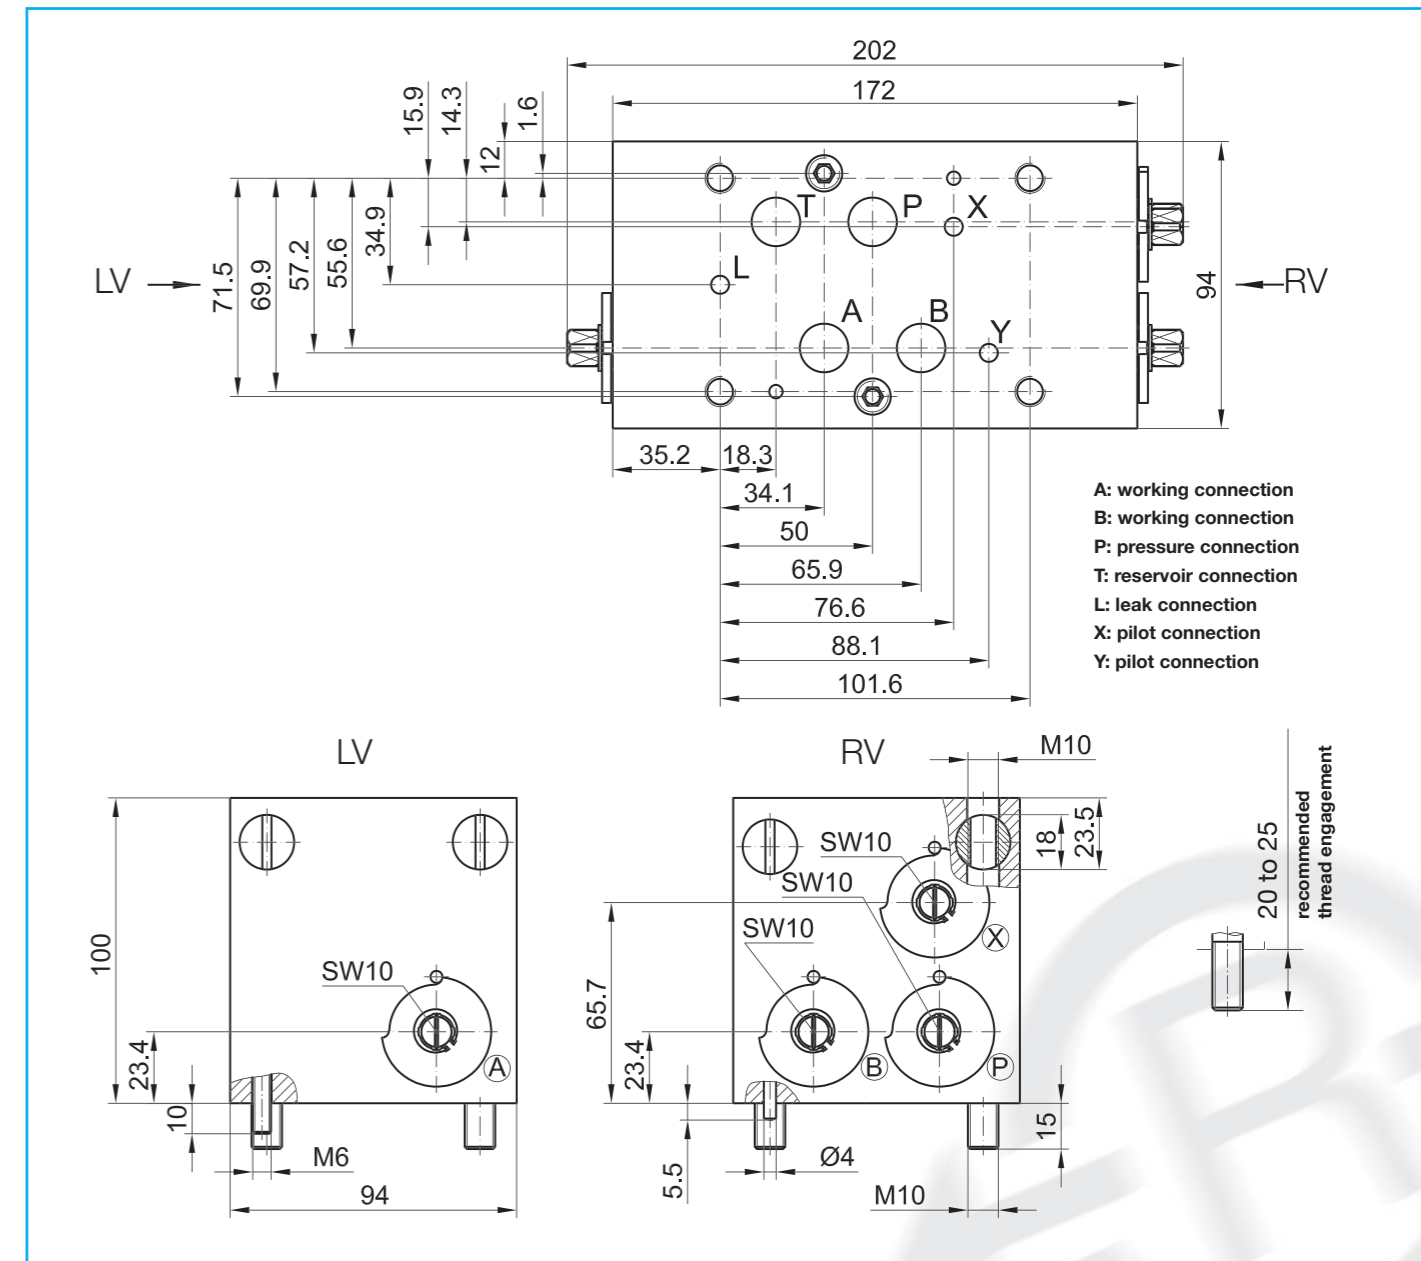 202
172
15.9
14.3
1.6
12
T
P
X
L
A
B
Y
LV
RV
71.5
69.9
57.2
55.6
34.9
94
35.2
18.3
34.1
50
65.9
76.6
88.1
101.6
A: working connection
B: working connection
P: pressure connection
T: reservoir connection
L: leak connection
X: pilot connection
Y: pilot connection
LV
100
SW10
23.4
10
A
M6
94
RV
M10
SW10
SW10
SW10
18
23.5
X
65.7
23.4
B
P
5.5
Ø4
M10
15
20 to 25
recommended
thread engagement
R